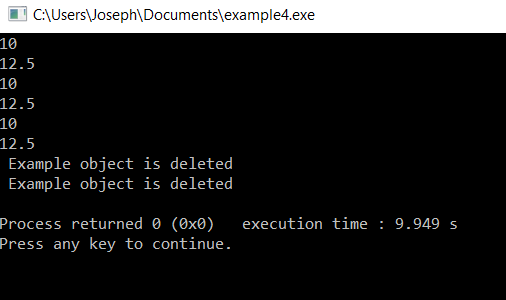 C:\Users\Joseph\Documents\example4.exe
10
12.5
10
12.5
10
12.5
Example object is deleted
Example object is deleted
Process returned 0 (0x0)   execution time : 9.949 s
Press any key to continue.